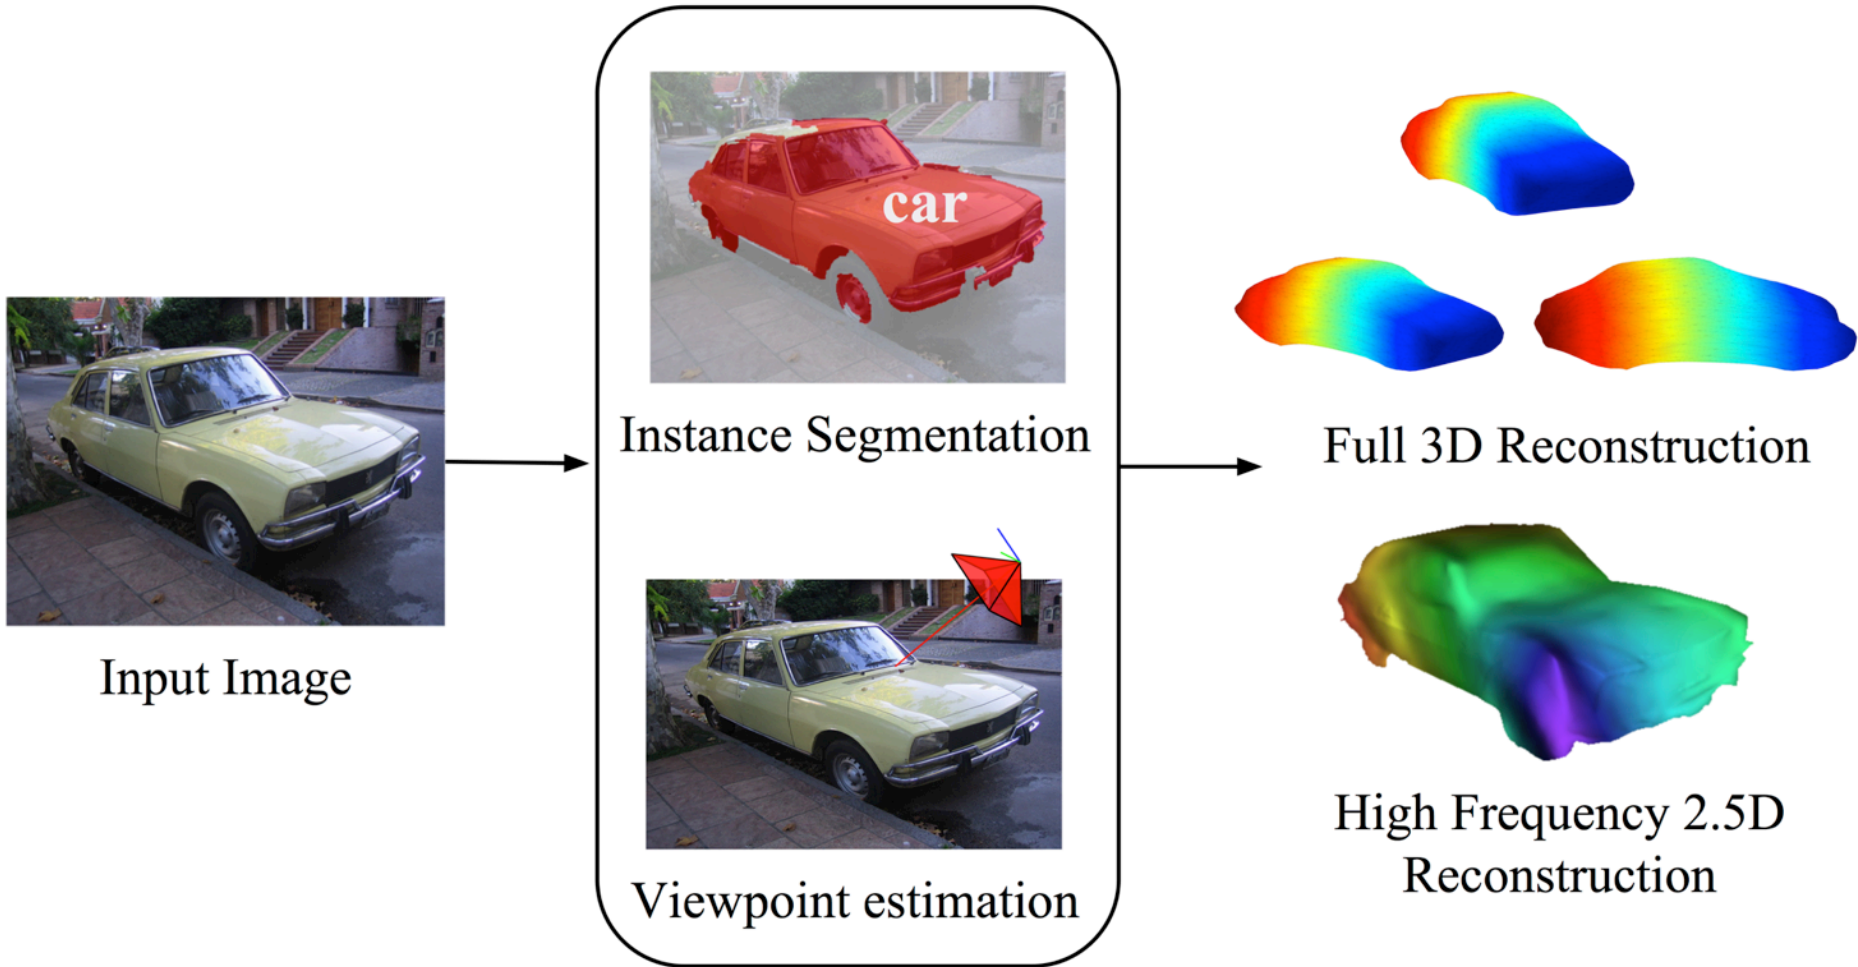 Input Image
car
Instance Segmentation
Viewpoint estimation
Full 3D Reconstruction
High Frequency 2.5D
Reconstruction